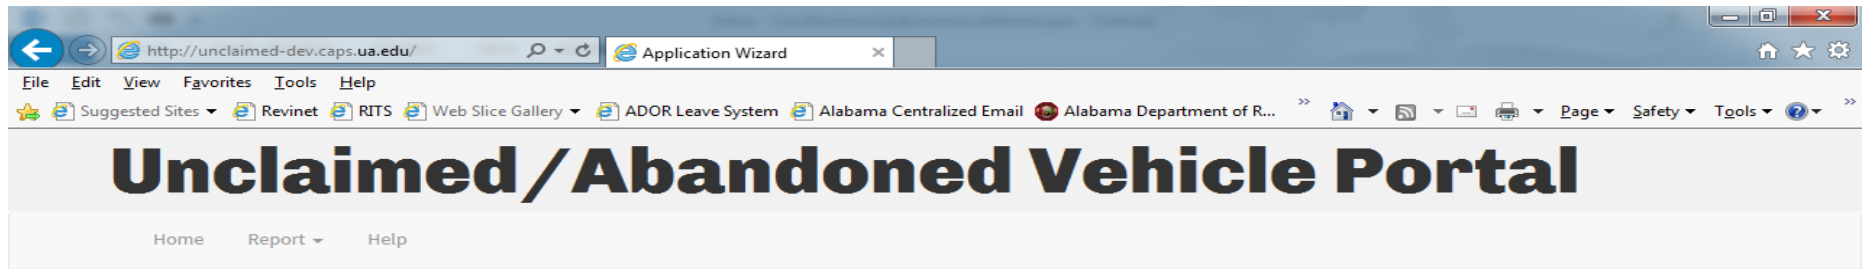 http://unclaimed-dev.caps.ua.edu/ Application Wizard
File Edit View Favorites Tools Help
Suggested Sites Revinet RITS Web Slice Gallery ADOR Leave System Alabama Centralized Email Alabama Department of R... » Page Safety Tools »
Unclaimed/Abandoned Vehicle Portal
Home Report Help